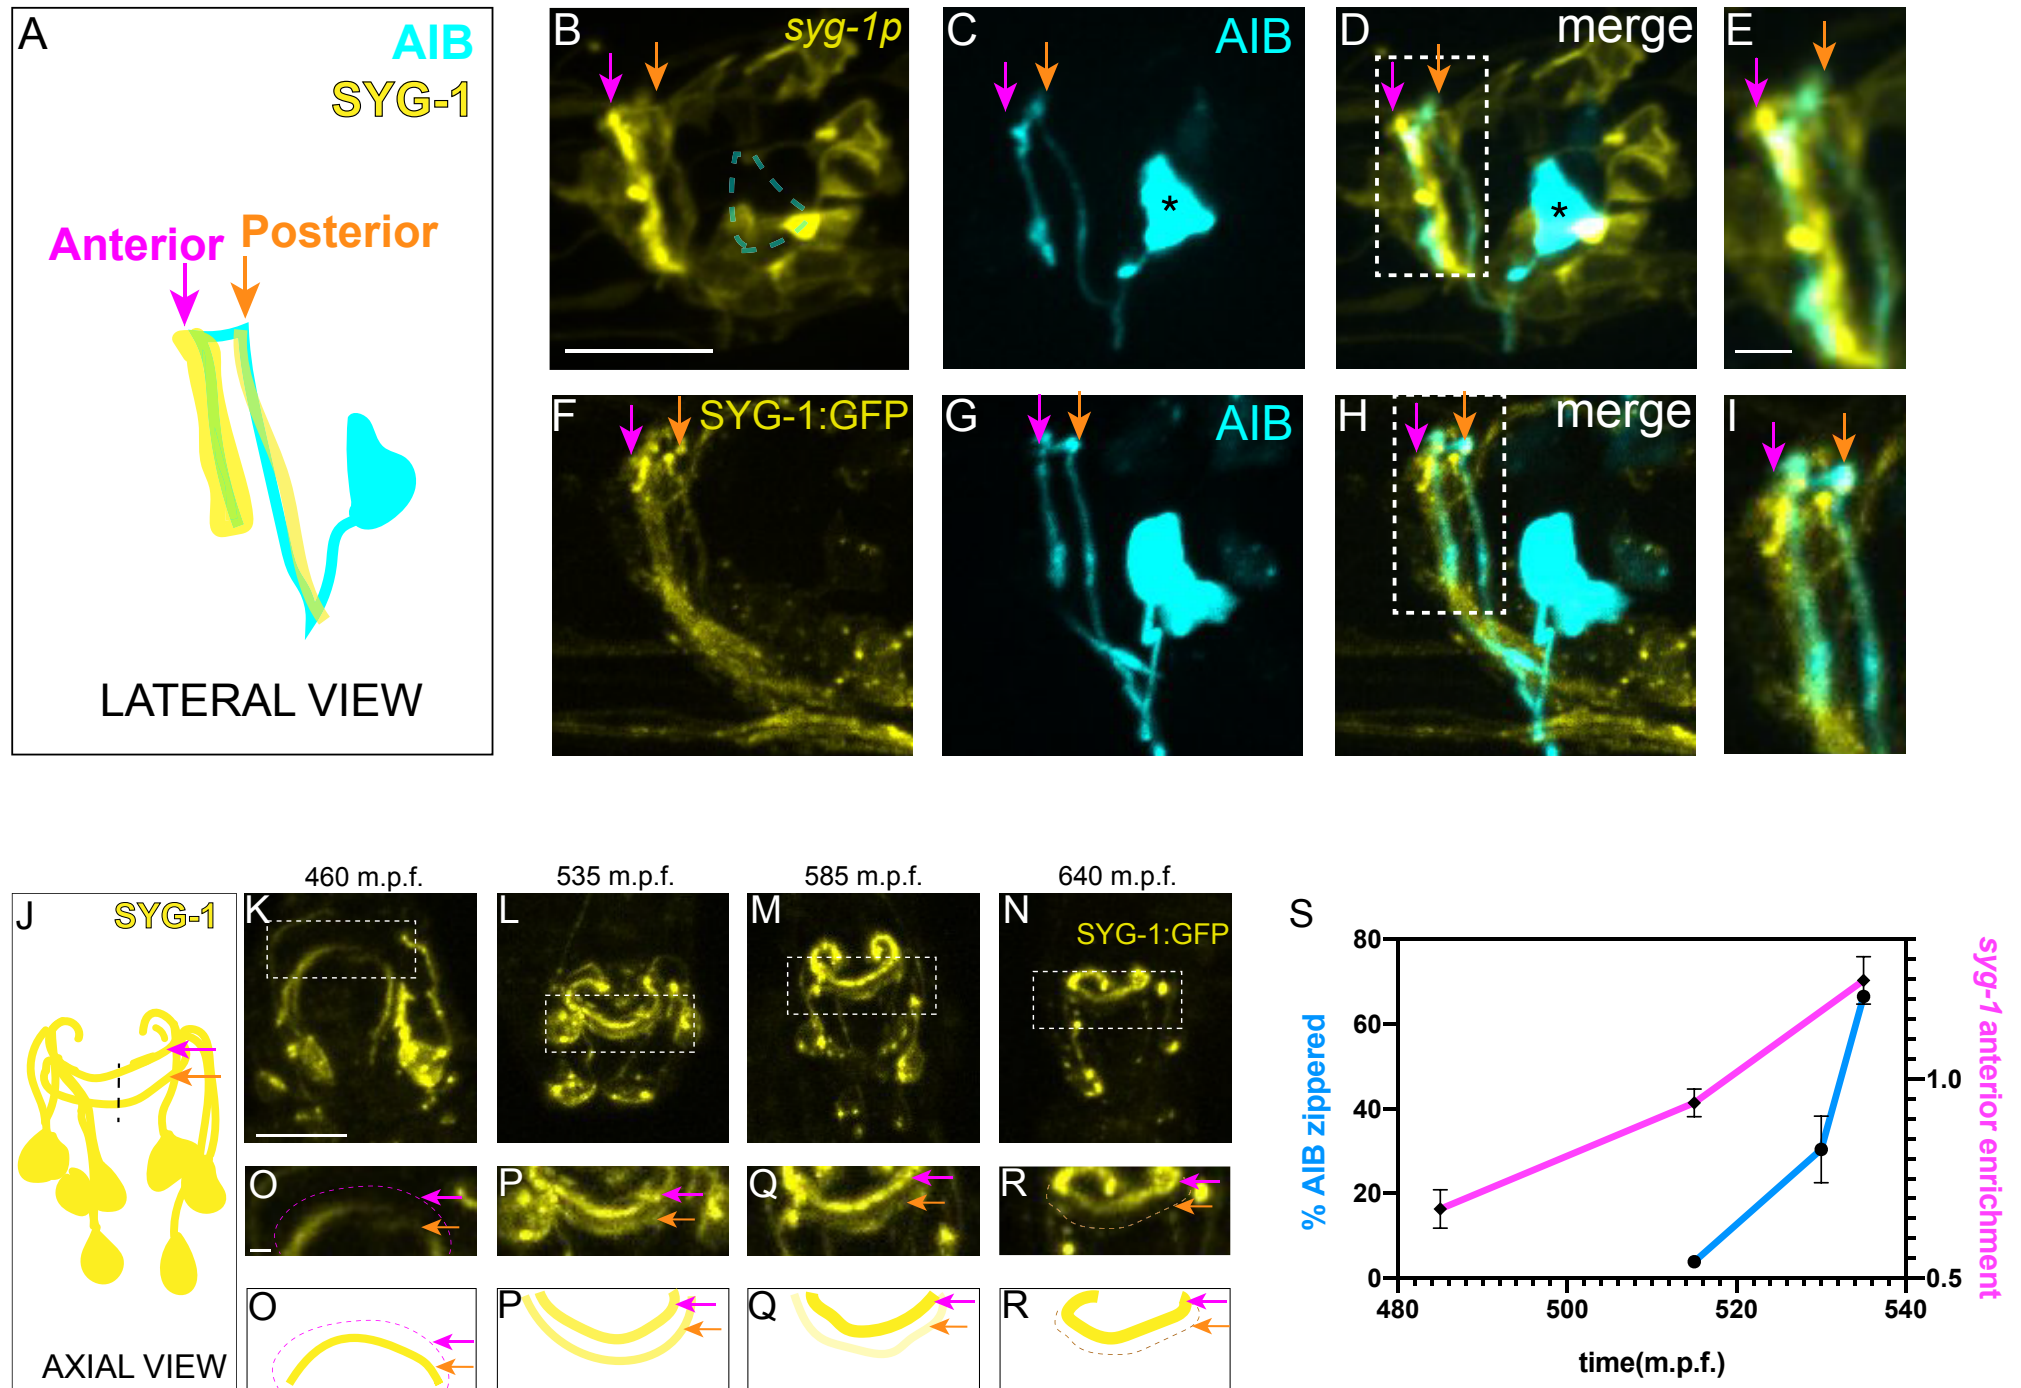 A
AIB
SYG-1
Anterior
Posterior
LATERAL VIEW
B
syg-1p
C
AIB
D
merge
E
*
*
F
SYG-1:GFP
G
AIB
H
merge
I
J
SYG-1
AXIAL VIEW
460 m.p.f.
535 m.p.f.
585 m.p.f.
640 m.p.f.
K
L
M
N
SYG-1:GFP
O
P
Q
R
O
P
Q
R
S
80
60
40
20
0
% AIB zippered
1.0
0.5
syg-1 anterior enrichment
480
500
520
540
time(m.p.f.)